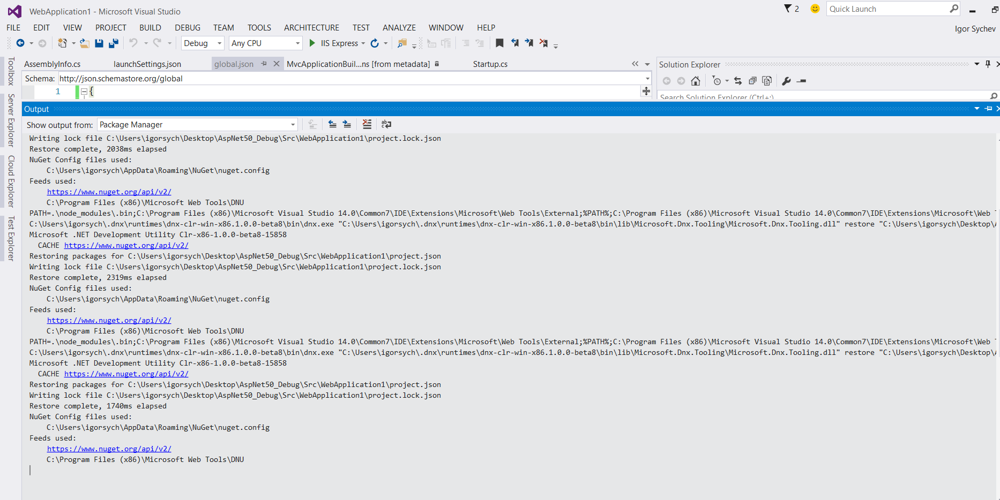 WebApplication1 - Microsoft Visual Studio
2
Quick Launch
FILE EDIT VIEW PROJECT BUILD DEBUG TEAM TOOLS ARCHITECTURE TEST ANALYZE WINDOW HELP
Igor Sychev
Debug Any CPU IIS Express
Toolbox
Server Explorer
Cloud Explorer
Test Explorer
AssemblyInfo.cs launchSettings.json global.json MvcApplicationBuil...ns [from metadata] Startup.cs
Schema: http://json.schemastore.org/global
1 {
Solution Explorer
Search Solution Explorer (Ctrl+;)
Output
Show output from: Package Manager
Writing lock file C:\Users\igorsych\Desktop\AspNet50_Debug\Src\WebApplication1\project.lock.json
Restore complete, 2038ms elapsed
NuGet Config files used:
C:\Users\igorsych\AppData\Roaming\NuGet\nuget.config
Feeds used:
https://www.nuget.org/api/v2/
C:\Program Files (x86)\Microsoft Web Tools\DNU
PATH=.\node_modules\.bin;C:\Program Files (x86)\Microsoft Visual Studio 14.0\Common7\IDE\Extensions\Microsoft\Web Tools\External;%PATH%;C:\Program Files (x86)\Microsoft Visual Studio 14.0\Common7\IDE\Extensions\Microsoft\Web
C:\Users\igorsych\.dnx\runtimes\dnx-clr-win-x86.1.0.0-beta8\bin\dnx.exe "C:\Users\igorsych\.dnx\runtimes\dnx-clr-win-x86.1.0.0-beta8\bin\lib\Microsoft.Dnx.Tooling\Microsoft.Dnx.Tooling.dll" restore "C:\Users\igorsych\Desktop\
Microsoft .NET Development Utility Clr-x86-1.0.0-beta8-15858
CACHE https://www.nuget.org/api/v2/
Restoring packages for C:\Users\igorsych\Desktop\AspNet50_Debug\Src\WebApplication1\project.json
Writing lock file C:\Users\igorsych\Desktop\AspNet50_Debug\Src\WebApplication1\project.lock.json
Restore complete, 2319ms elapsed
NuGet Config files used:
C:\Users\igorsych\AppData\Roaming\NuGet\nuget.config
Feeds used:
https://www.nuget.org/api/v2/
C:\Program Files (x86)\Microsoft Web Tools\DNU
PATH=.\node_modules\.bin;C:\Program Files (x86)\Microsoft Visual Studio 14.0\Common7\IDE\Extensions\Microsoft\Web Tools\External;%PATH%;C:\Program Files (x86)\Microsoft Visual Studio 14.0\Common7\IDE\Extensions\Microsoft\Web
C:\Users\igorsych\.dnx\runtimes\dnx-clr-win-x86.1.0.0-beta8\bin\dnx.exe "C:\Users\igorsych\.dnx\runtimes\dnx-clr-win-x86.1.0.0-beta8\bin\lib\Microsoft.Dnx.Tooling\Microsoft.Dnx.Tooling.dll" restore "C:\Users\igorsych\Desktop\
Microsoft .NET Development Utility Clr-x86-1.0.0-beta8-15858
CACHE https://www.nuget.org/api/v2/
Restoring packages for C:\Users\igorsych\Desktop\AspNet50_Debug\Src\WebApplication1\project.json
Writing lock file C:\Users\igorsych\Desktop\AspNet50_Debug\Src\WebApplication1\project.lock.json
Restore complete, 1740ms elapsed
NuGet Config files used:
C:\Users\igorsych\AppData\Roaming\NuGet\nuget.config
Feeds used:
https://www.nuget.org/api/v2/
C:\Program Files (x86)\Microsoft Web Tools\DNU